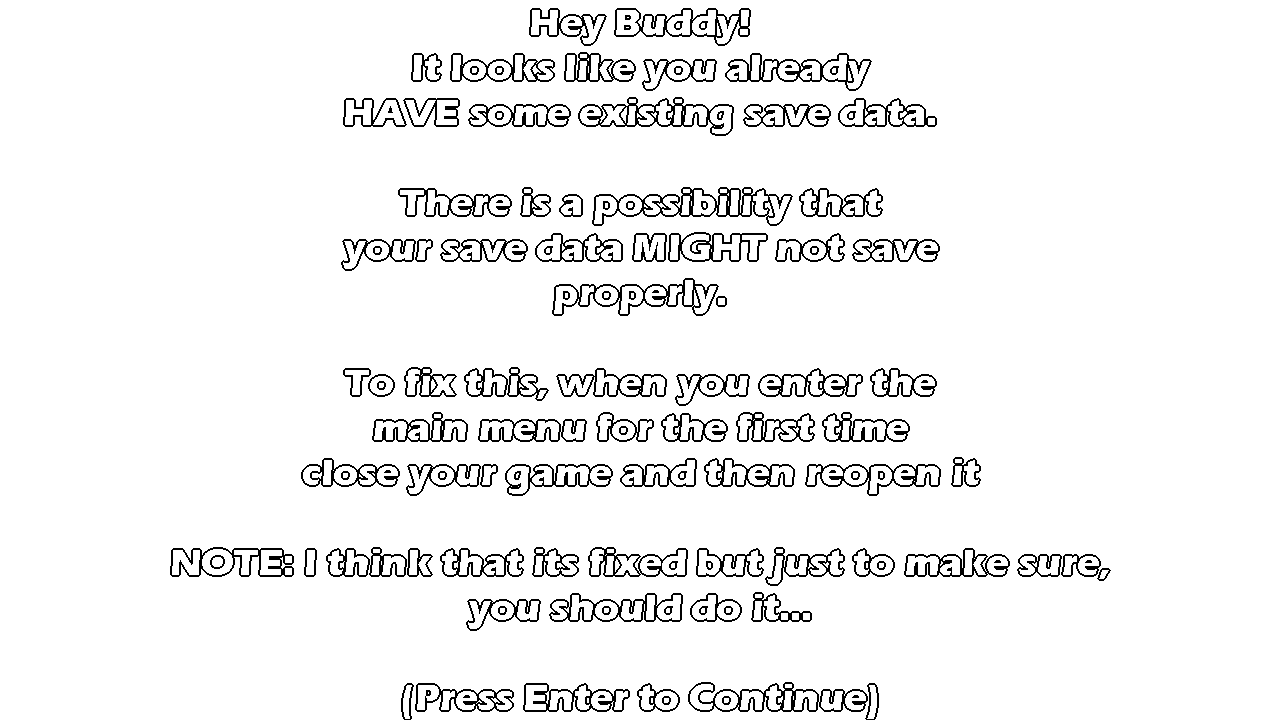 Hey Buddy!
It looks like you already
HAVE some existing save data.
There is a possibility that
your save data MIGHT not save
properly.
To fix this, when you enter the
main menu for the first time
close your game and then reopen it
NOTE: I think that its fixed but just to make sure,
you should do it...
(Press Enter to Continue)